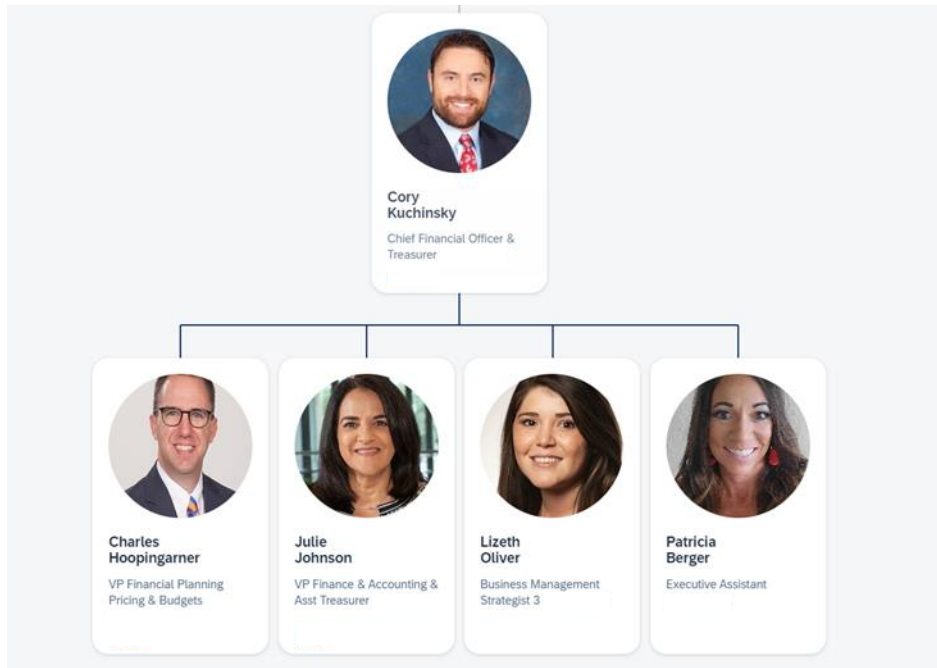 Cory
Kuchinsky
Chief Financial Officer &
Treasurer
Charles
Hoopingarner
VP Financial Planning
Pricing & Budgets
Julie
Johnson
VP Finance & Accounting &
Asst Treasurer
Lizeth
Oliver
Business Management
Strategist 3
Patricia
Berger
Executive Assistant